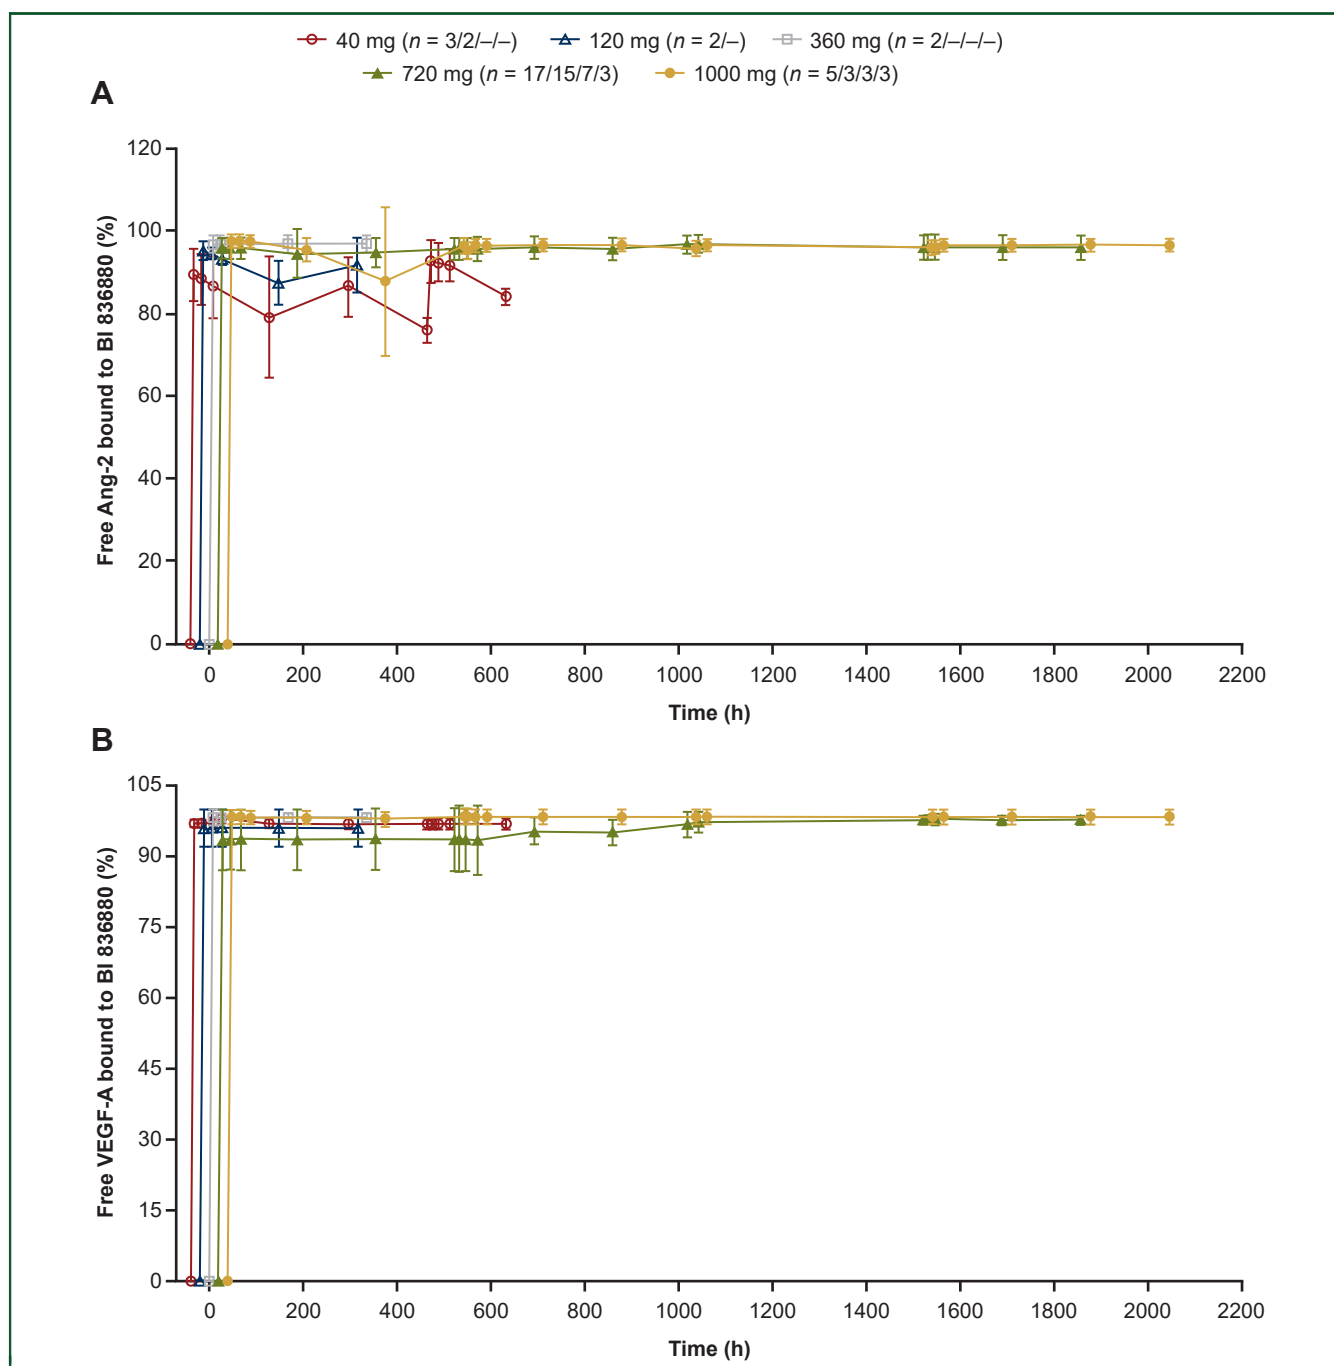 40 mg (n = 3/2/–/–) 120 mg (n = 2/–) 360 mg (n = 2/–/–/–)
720 mg (n = 17/15/7/3) 1000 mg (n = 5/3/3/3)
A
Free Ang-2 bound to BI 836880 (%)
120
100
80
60
40
20
0
0 200 400 600 800 1000 1200 1400 1600 1800 2000 2200
Time (h)
B
Free VEGF-A bound to BI 836880 (%)
105
90
75
60
45
30
15
0
0 200 400 600 800 1000 1200 1400 1600 1800 2000 2200
Time (h)